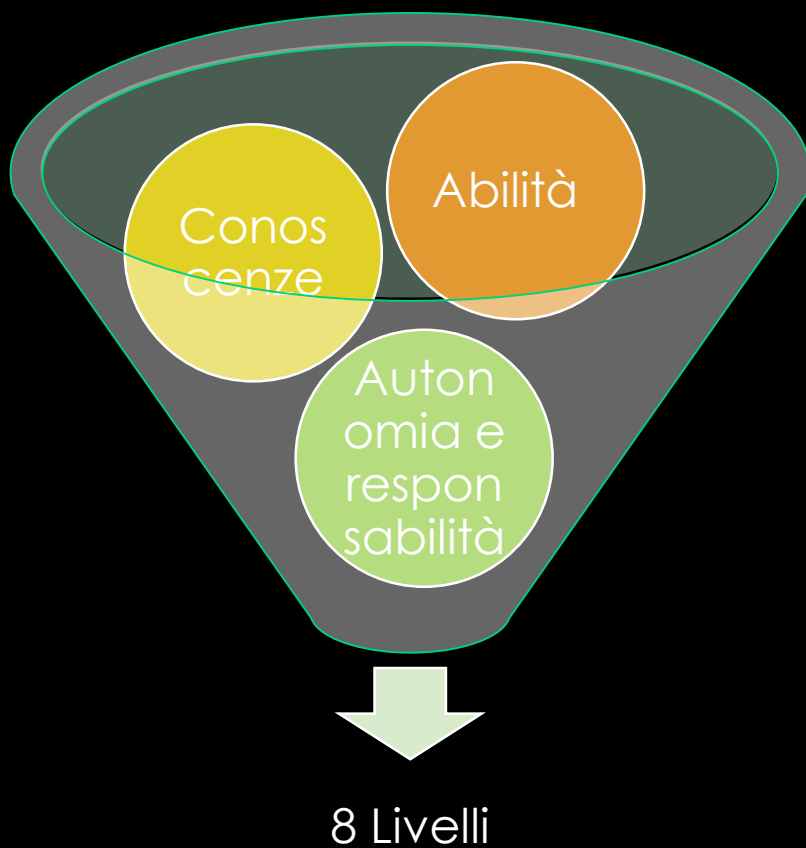 Conos
cenze
Abilità
Auton
omia e
respon
sabilità
8 Livelli